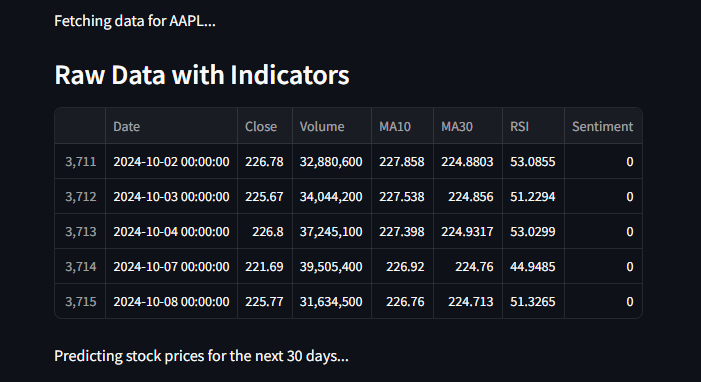 Fetching data for AAPL...
Raw Data with Indicators
Date Close Volume MA10 MA30 RSI Sentiment
3,711 2024-10-02 00:00:00 226.78 32,880,600 227.858 224.8803 53.0855 0
3,712 2024-10-03 00:00:00 225.67 34,044,200 227.538 224.856 51.2294 0
3,713 2024-10-04 00:00:00 226.8 37,245,100 227.398 224.9317 53.0299 0
3,714 2024-10-07 00:00:00 221.69 39,505,400 226.92 224.76 44.9485 0
3,715 2024-10-08 00:00:00 225.77 31,634,500 226.76 224.713 51.3265 0
Predicting stock prices for the next 30 days...